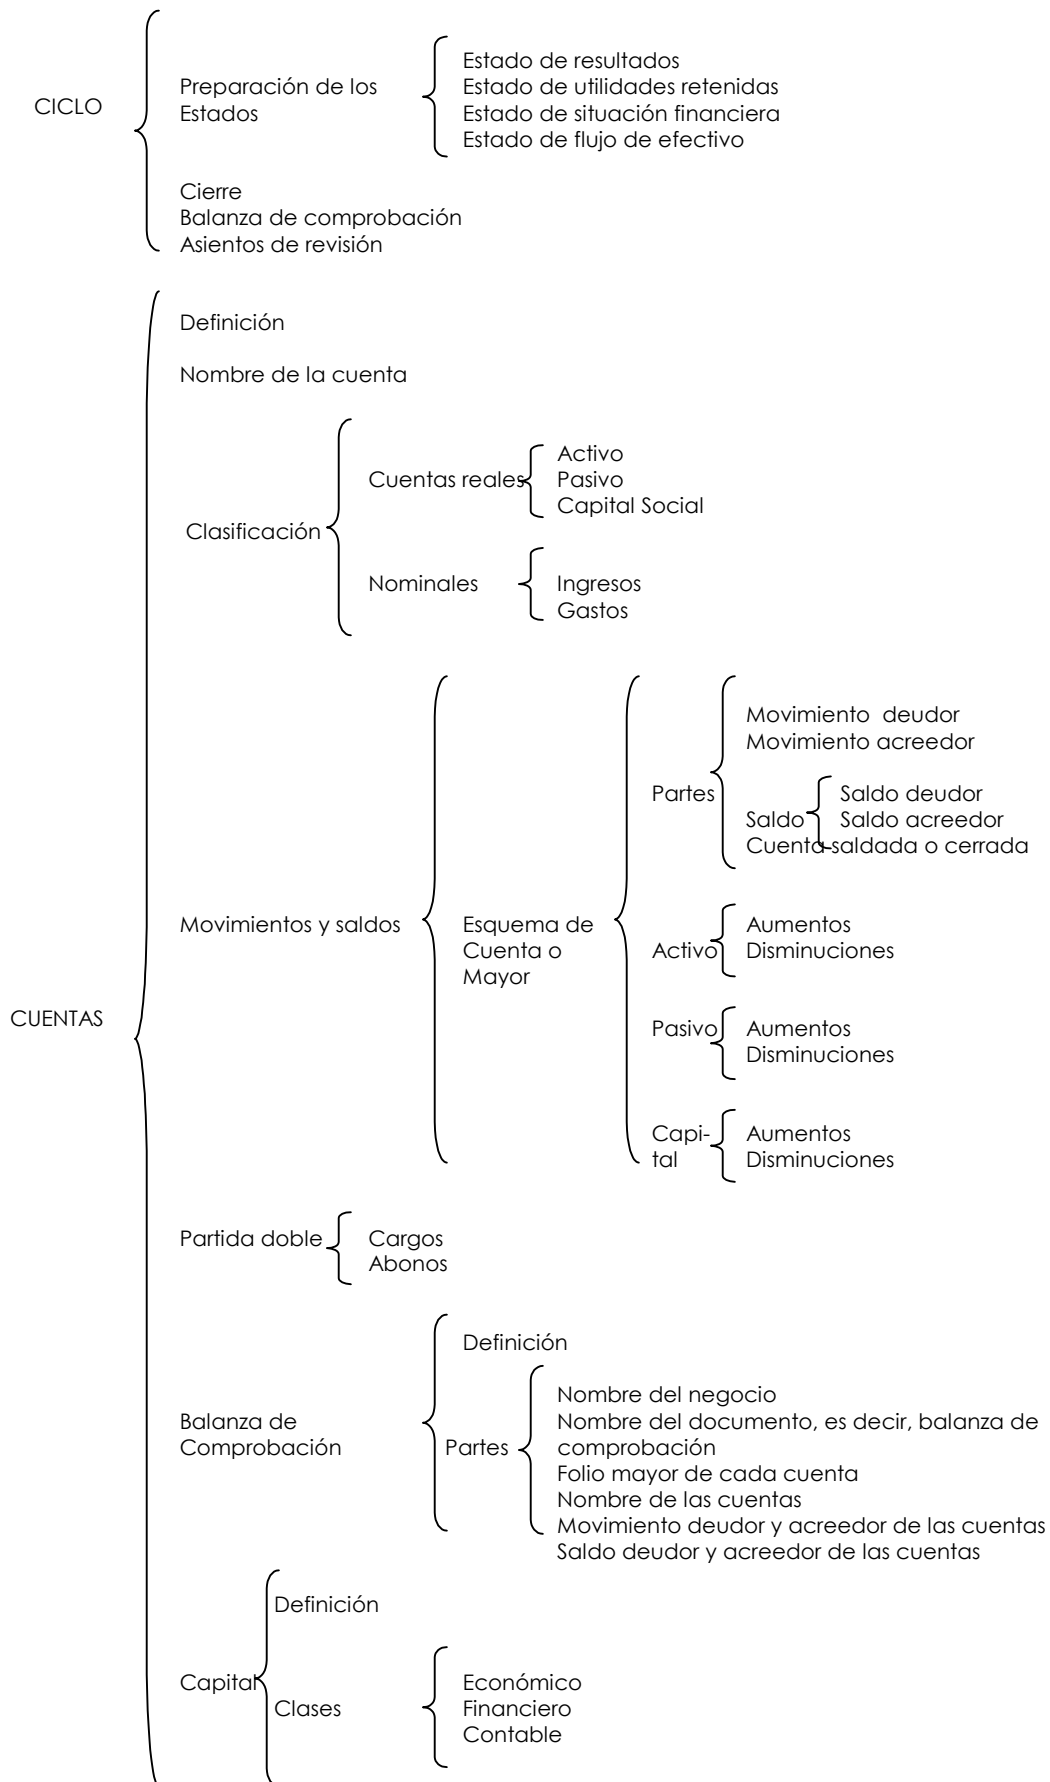 CICLO
Preparación de los
Estados
Estado de resultados
Estado de utilidades retenidas
Estado de situación financiera
Estado de flujo de efectivo
Cierre
Balanza de comprobación
Asientos de revisión
CUENTAS
Definición
Nombre de la cuenta
Clasificación
Cuentas reales
Activo
Pasivo
Capital Social
Nominales
Ingresos
Gastos
Movimientos y saldos
Esquema de
Cuenta o
Mayor
Partes
Movimiento  deudor
Movimiento acreedor
Saldo
Saldo deudor
Saldo acreedor
Cuenta saldada o cerrada
Activo
Aumentos
Disminuciones
Pasivo
Aumentos
Disminuciones
Capi-
tal
Aumentos
Disminuciones
Partida doble
Cargos
Abonos
Balanza de
Comprobación
Definición
Partes
Nombre del negocio
Nombre del documento, es decir, balanza de
comprobación
Folio mayor de cada cuenta
Nombre de las cuentas
Movimiento deudor y acreedor de las cuentas
Saldo deudor y acreedor de las cuentas
Capital
Definición
Clases
Económico
Financiero
Contable